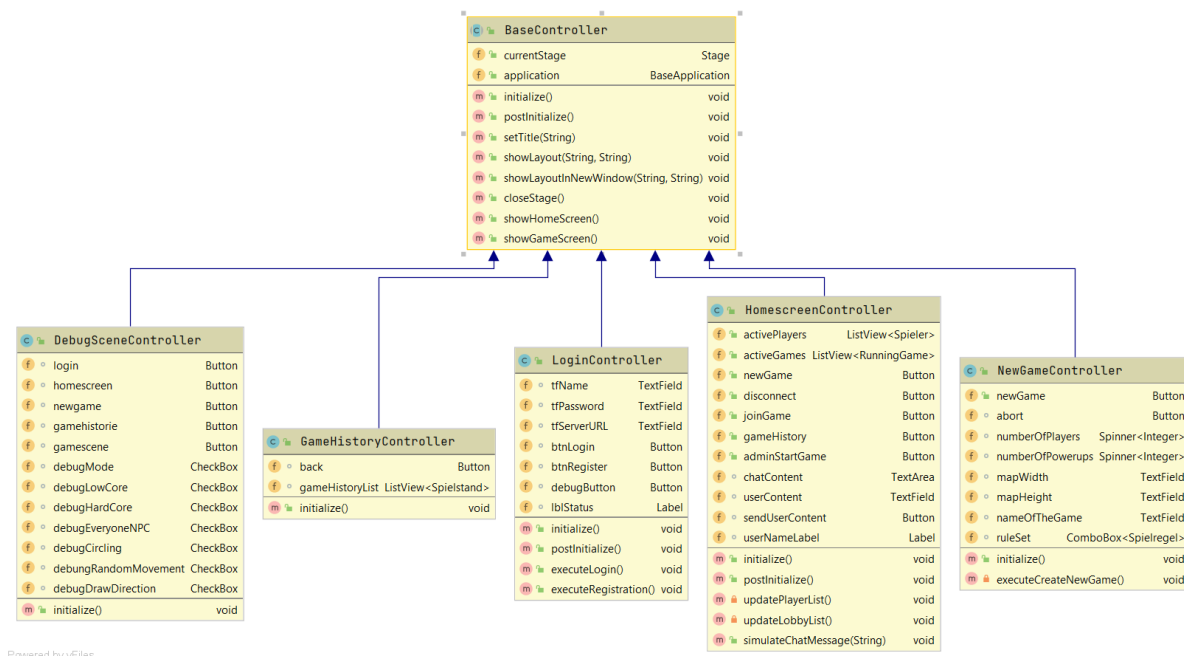 BaseController
currentStage Stage
application BaseApplication
initialize() void
postInitialize() void
setTitle(String) void
showLayout(String, String) void
showLayoutInNewWindow(String, String) void
closeStage() void
showHomeScreen() void
showGameScreen() void
DebugSceneController
login Button
homescreen Button
newgame Button
gamehistorie Button
gamescene Button
debugMode CheckBox
debugLowCore CheckBox
debugHardCore CheckBox
debugEveryoneNPC CheckBox
debugCircling CheckBox
debungRandomMovement CheckBox
debugDrawDirection CheckBox
initialize() void
GameHistoryController
back Button
gameHistoryList ListView<Spielstand>
initialize() void
LoginController
tfName TextField
tfPassword TextField
tfServerURL TextField
btnLogin Button
btnRegister Button
debugButton Button
lblStatus Label
initialize() void
postInitialize() void
executeLogin() void
executeRegistration() void
HomescreenController
activePlayers ListView<Spieler>
activeGames ListView<RunningGame>
newGame Button
disconnect Button
joinGame Button
gameHistory Button
adminStartGame Button
chatContent TextArea
userContent TextField
sendUserContent Button
userNameLabel Label
initialize() void
postInitialize() void
updatePlayerList() void
updateLobbyList() void
simulateChatMessage(String) void
NewGameController
newGame Button
abort Button
numberOfPlayers Spinner<Integer>
numberOfPowerups Spinner<Integer>
mapWidth TextField
mapHeight TextField
nameOfTheGame TextField
ruleSet ComboBox<Spielregel>
initialize() void
executeCreateNewGame() void
Powered by yFiles